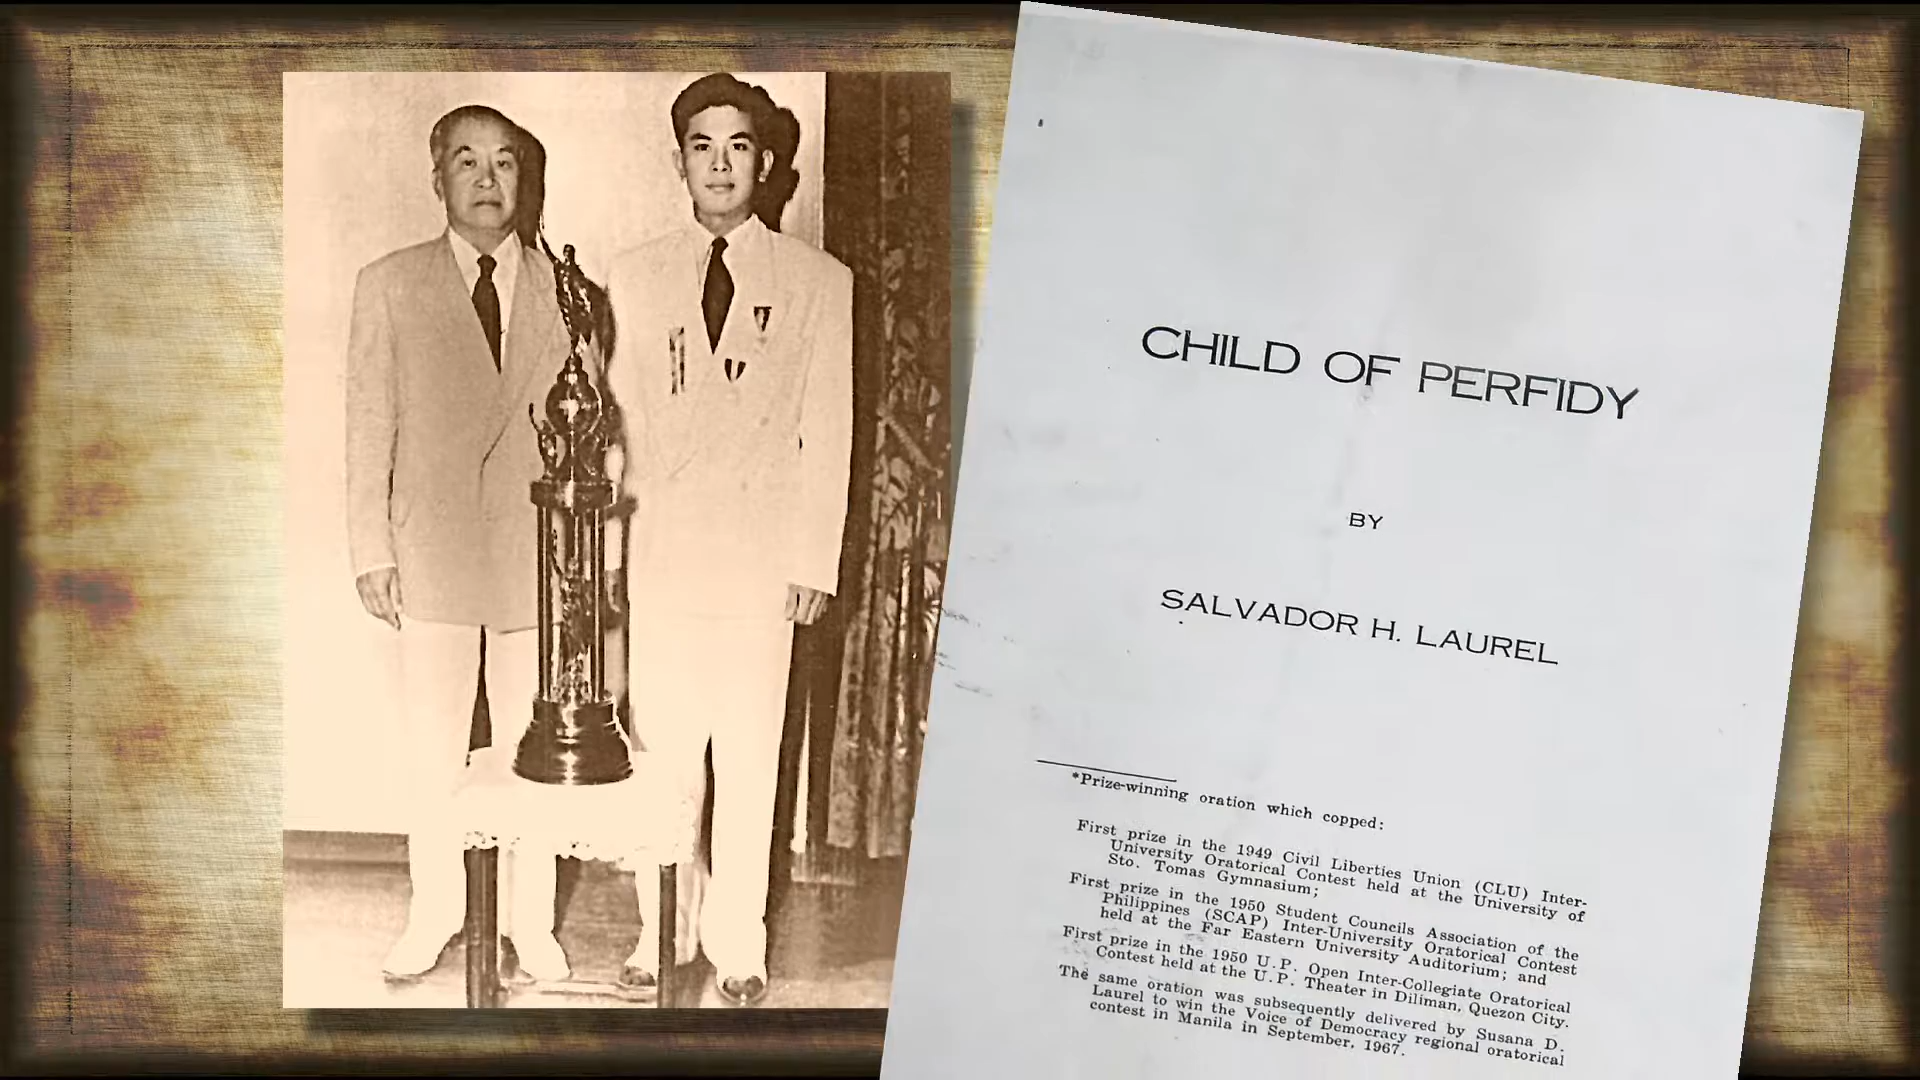 CHILD OF PERFIDY
BY
SALVADOR H. LAUREL
*Prize-winning oration which copped:
First prize in the 1949 Civil Liberties Union (CLU) Inter-
University Oratorical Contest held at the University of
Sto. Tomas Gymnasium;
First prize in the 1950 Student Councils Association of the
Philippines (SCAP) Inter-University Oratorical Contest
held at the Far Eastern University Auditorium; and
First prize in the 1950 U.P. Open Inter-Collegiate Oratorical
Contest held at the U.P. Theater in Diliman, Quezon City.
The same oration was subsequently delivered by Susana D.
Laurel to win the Voice of Democracy regional oratorical
contest in Manila in September, 1967.